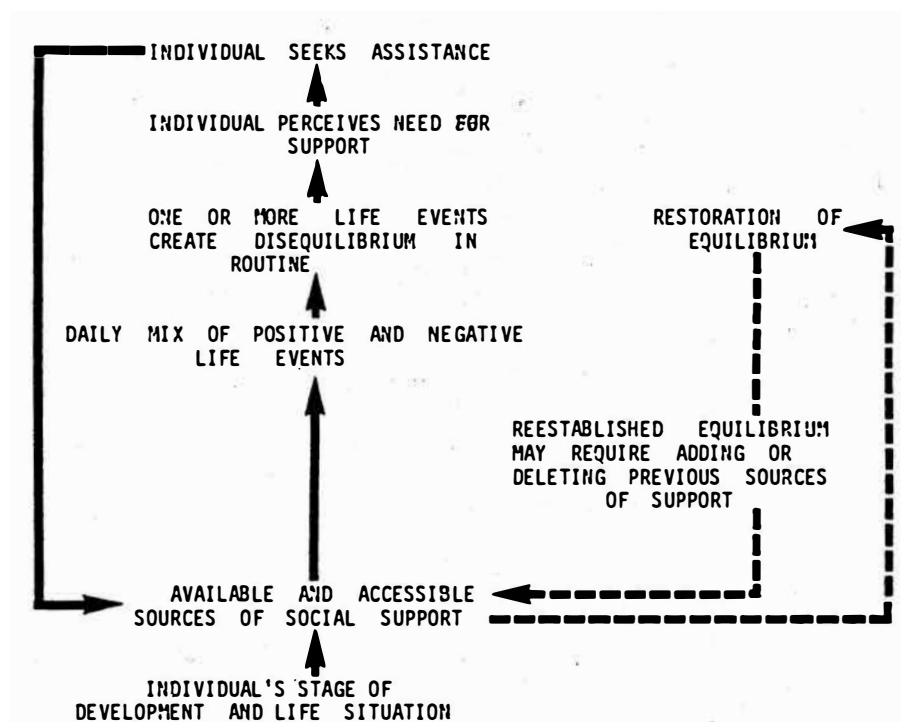 INDIVIDUAL SEEKS ASSISTANCE
INDIVIDUAL PERCEIVES NEED FOR
SUPPORT
ONE OR MORE LIFE EVENTS
CREATE DISEQUILIBRIUM IN
ROUTINE
DAILY MIX OF POSITIVE AND NEGATIVE
LIFE EVENTS
RESTORATION OF
EQUILIBRIUM
REESTABLISHED EQUILIBRIUM
MAY REQUIRE ADDING OR
DELETING PREVIOUS SOURCES
OF SUPPORT
AVAILABLE AND ACCESSIBLE
SOURCES OF SOCIAL SUPPORT
INDIVIDUAL'S STAGE OF
DEVELOPMENT AND LIFE SITUATION